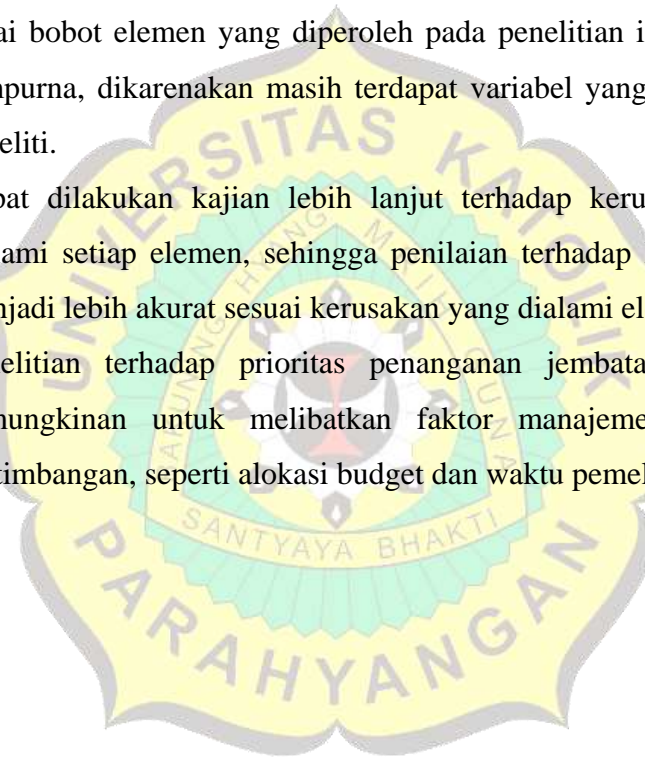 ai bobot elemen yang diperoleh pada penelitian i
npurna, dikarenakan masih terdapat variabel yang
eliti.
pat dilakukan kajian lebih lanjut terhadap keru
ami setiap elemen, sehingga penilaian terhadap
njadi lebih akurat sesuai kerusakan yang dialami el
elitian terhadap prioritas penanganan jembata
mungkinan untuk melibatkan faktor manajeme
timbangan, seperti alokasi budget dan waktu pemel
UNIVERSITAS KATOLIK
PARAHYANGAN
SANTYAYA BHAKTI